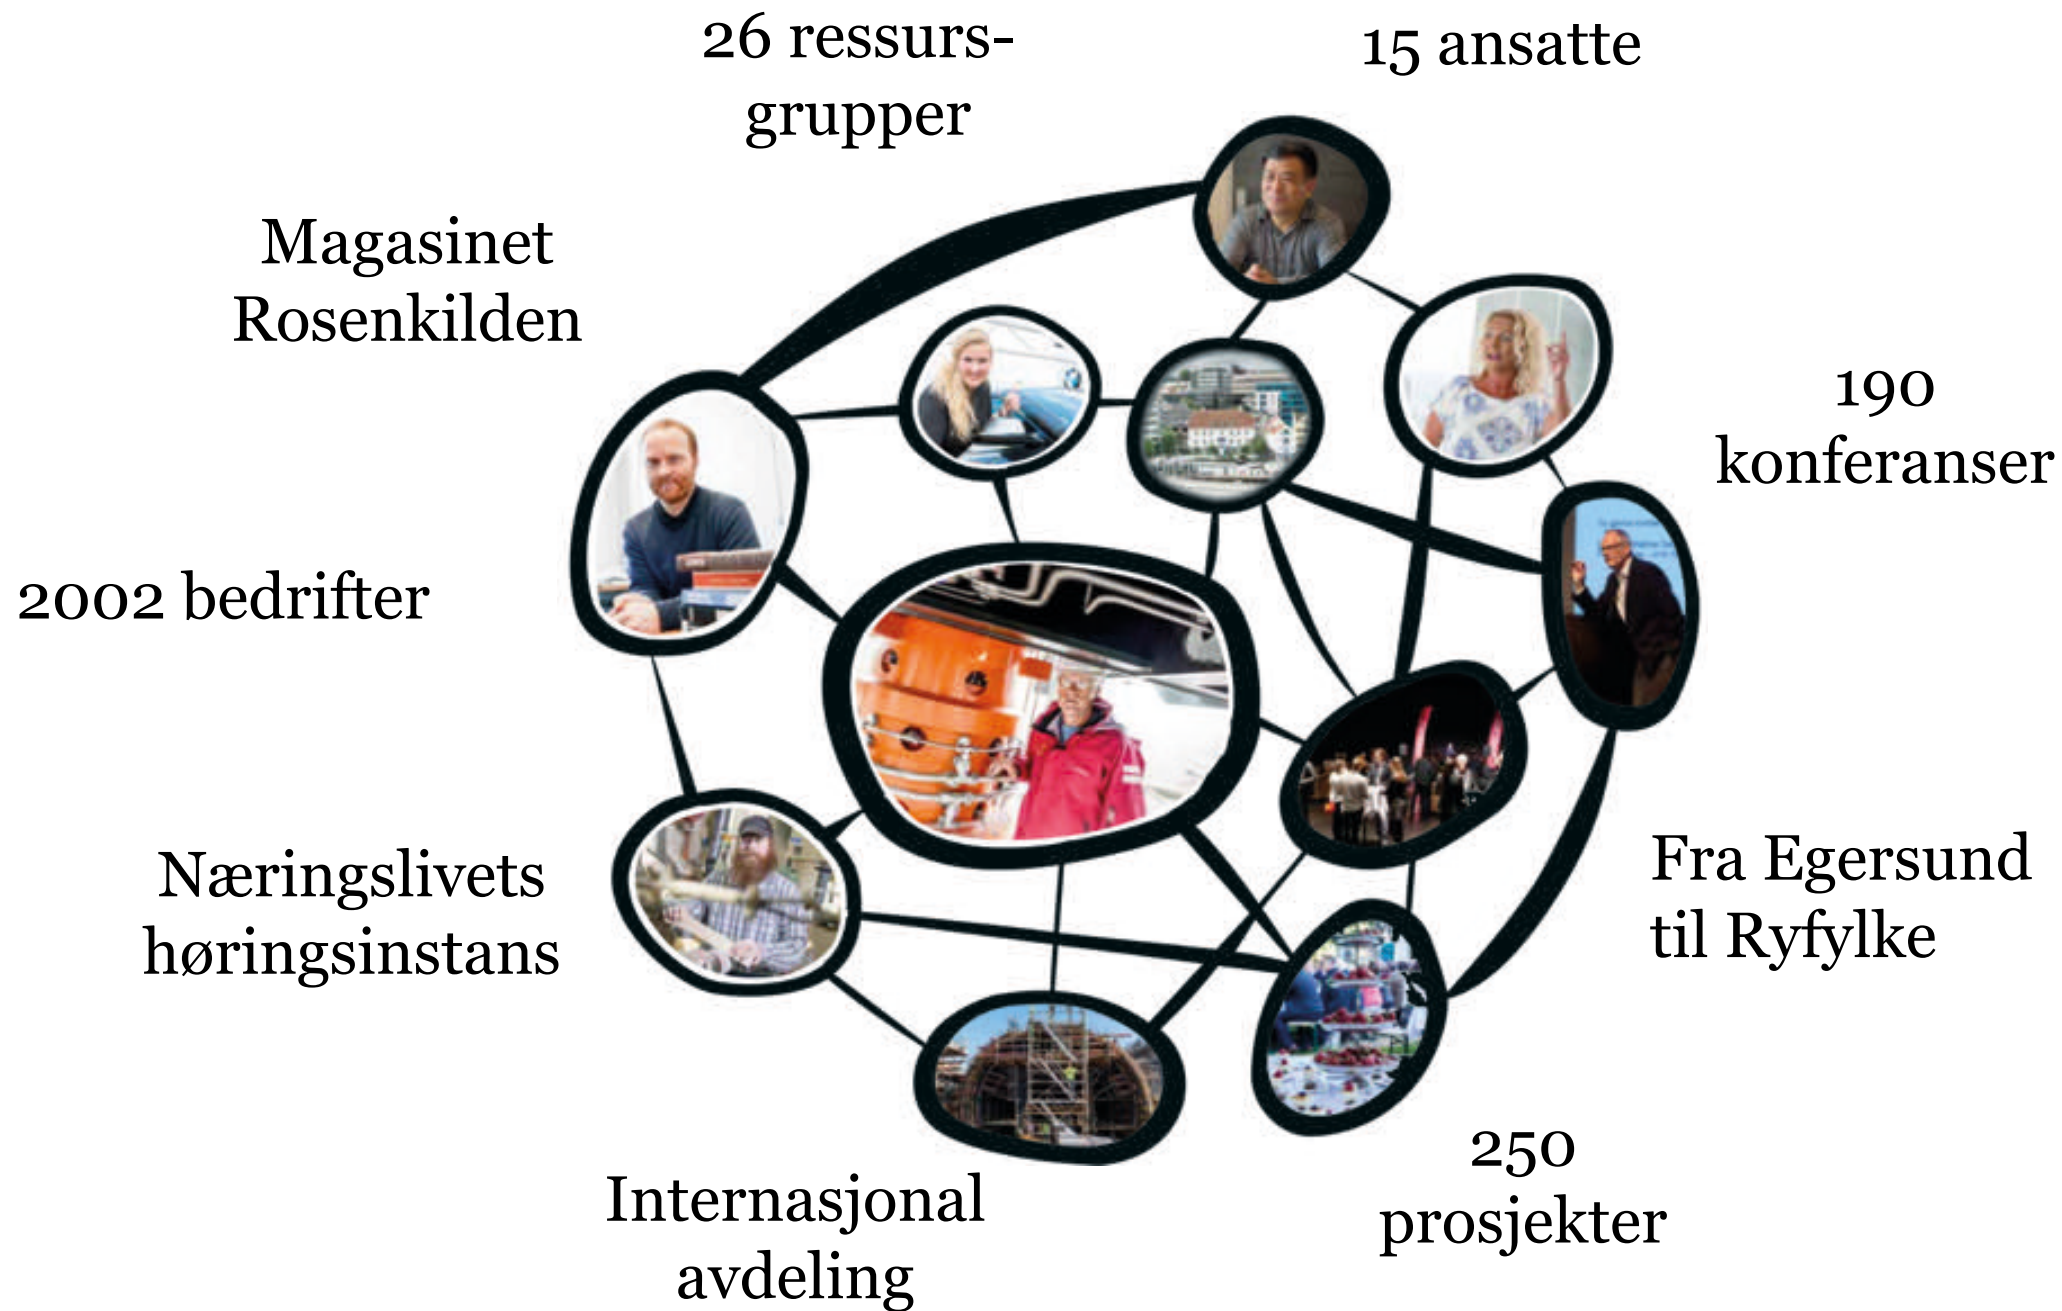 26 ressurs-
grupper
15 ansatte
Magasinet
Rosenkilden
190
konferanser
2002 bedrifter
Næringslivets
høringsinstans
Fra Egersund
til Ryfylke
Internasjonal
avdeling
250
prosjekter